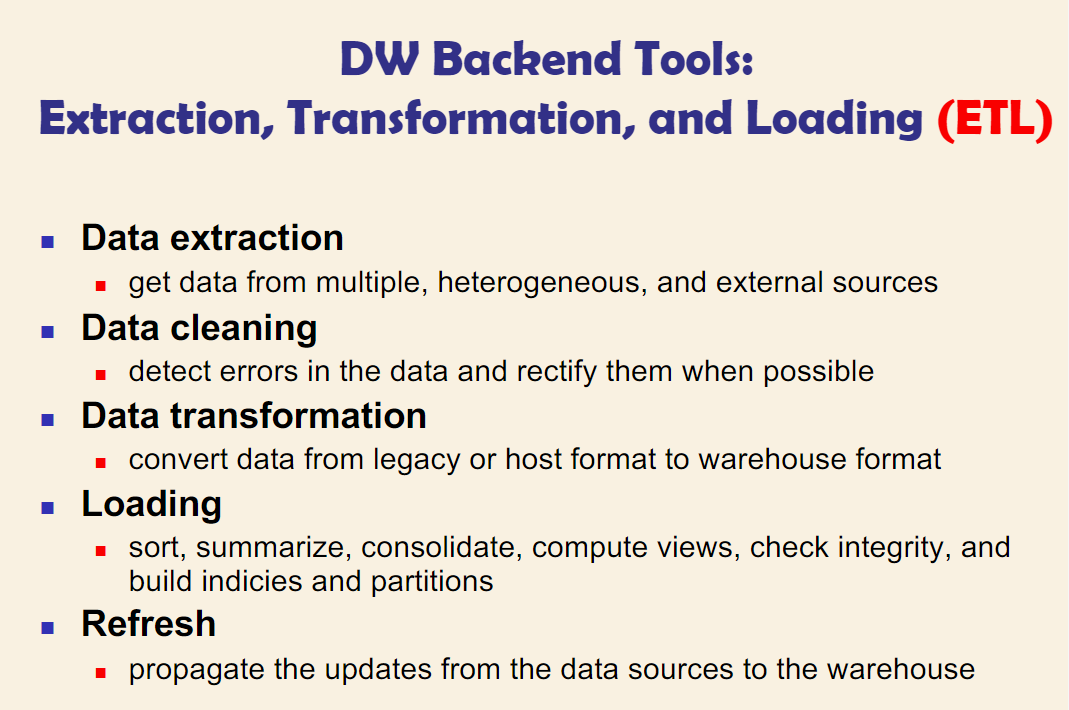 DW Backend Tools:
Extraction, Transformation, and Loading (ETL)
Data extraction
get data from multiple, heterogeneous, and external sources
Data cleaning
detect errors in the data and rectify them when possible
Data transformation
convert data from legacy or host format to warehouse format
Loading
sort, summarize, consolidate, compute views, check integrity, and
build indicies and partitions
Refresh
propagate the updates from the data sources to the warehouse